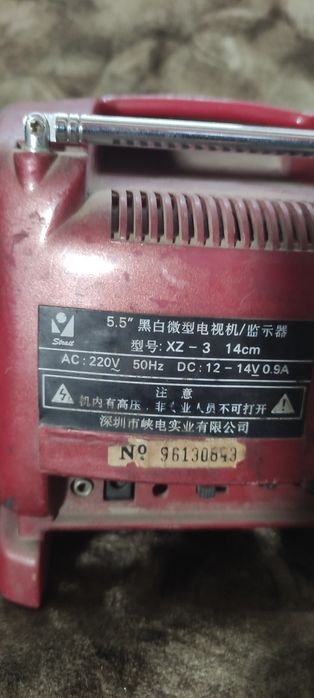 5.5" 黑白微型电视机/监示器
Strait
型号: XZ-3 14cm
AC: 220V 50Hz DC: 12-14V 0.9A
注意
机内有高压, 非专业人员不可打开
深圳市峡电实业有限公司
Nº 96130843